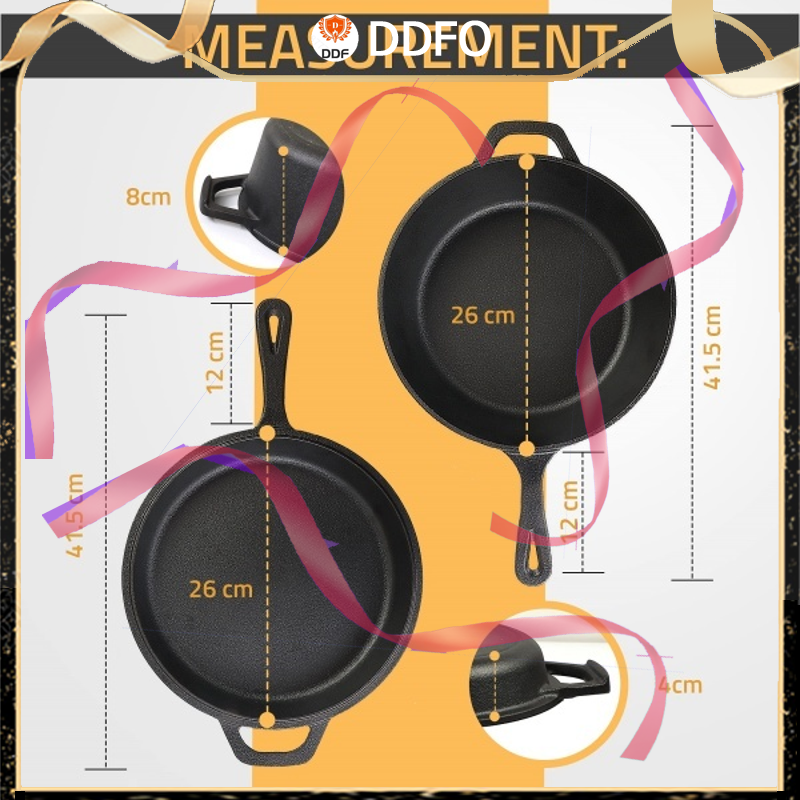 DDFO
DDF
MEASUREMENT:
8cm
26 cm
41.5 cm
12 cm
12 cm
41.5 cm
26 cm
4cm